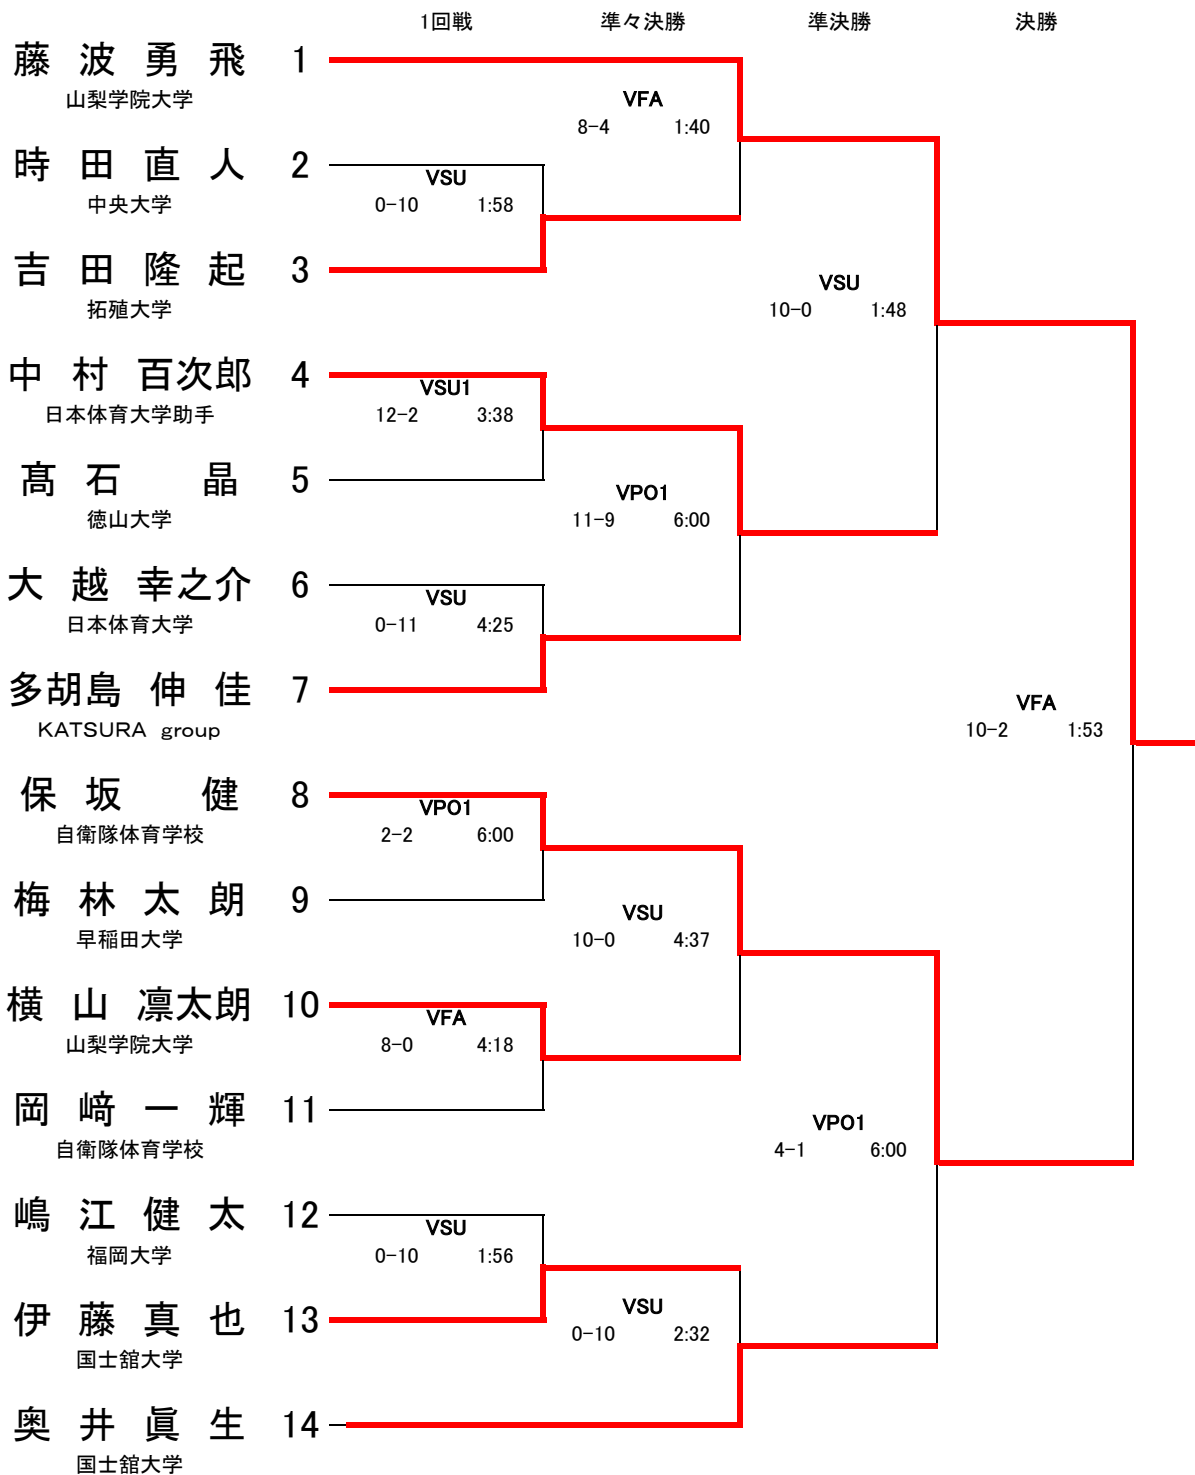 1回戦 準々決勝 準決勝 決勝
藤 波 勇 飛 1
山梨学院大学
VFA
8-4 1:40
時 田 直 人 2
中央大学
VSU
0-10 1:58
吉 田 隆 起 3
拓殖大学
VSU
10-0 1:48
中 村 百次郎 4
日本体育大学助手
VSU1
12-2 3:38
髙 石 晶 5
徳山大学
VPO1
11-9 6:00
大 越 幸之介 6
日本体育大学
VSU
0-11 4:25
多胡島 伸 佳 7
KATSURA group
VFA
10-2 1:53
保 坂 健 8
自衛隊体育学校
VPO1
2-2 6:00
梅 林 太 朗 9
早稲田大学
VSU
10-0 4:37
横 山 凛太朗 10
山梨学院大学
VFA
8-0 4:18
岡 﨑 一 輝 11
自衛隊体育学校
VPO1
4-1 6:00
嶋 江 健 太 12
福岡大学
VSU
0-10 1:56
伊 藤 真 也 13
国士舘大学
VSU
0-10 2:32
奥 井 眞 生 14
国士舘大学